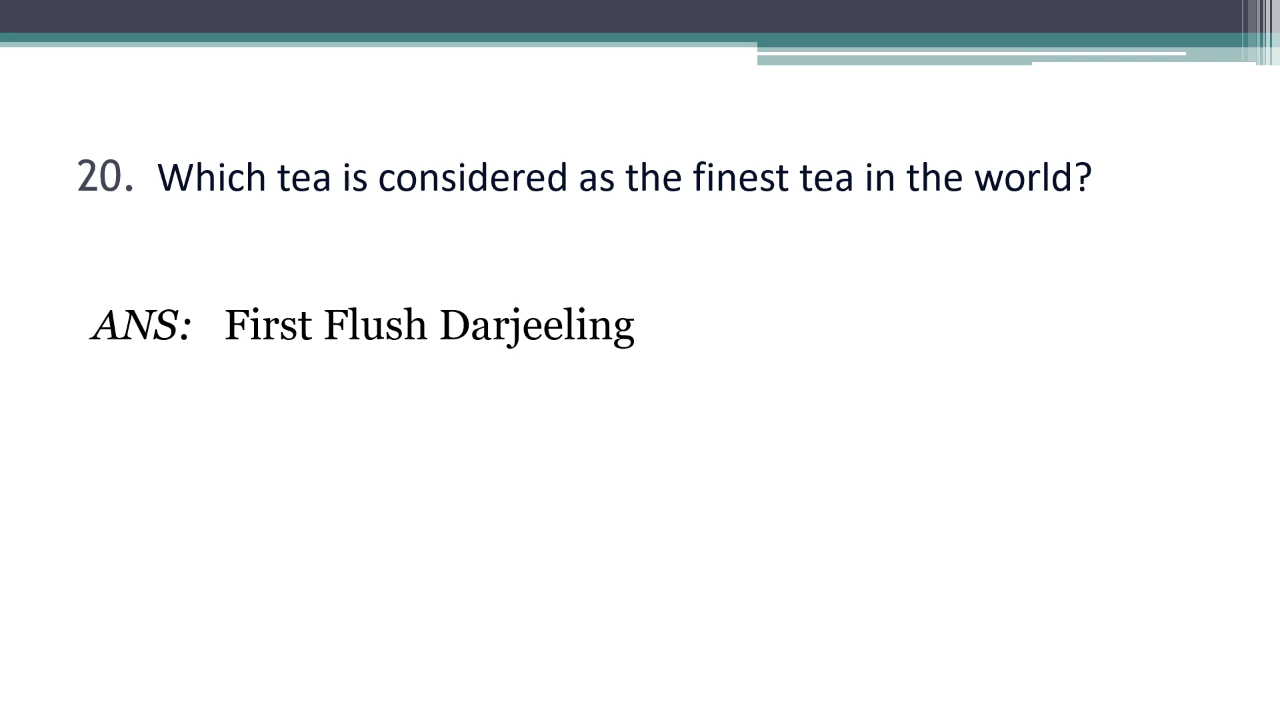 20. Which tea is considered as the finest tea in the world?
ANS: First Flush Darjeeling